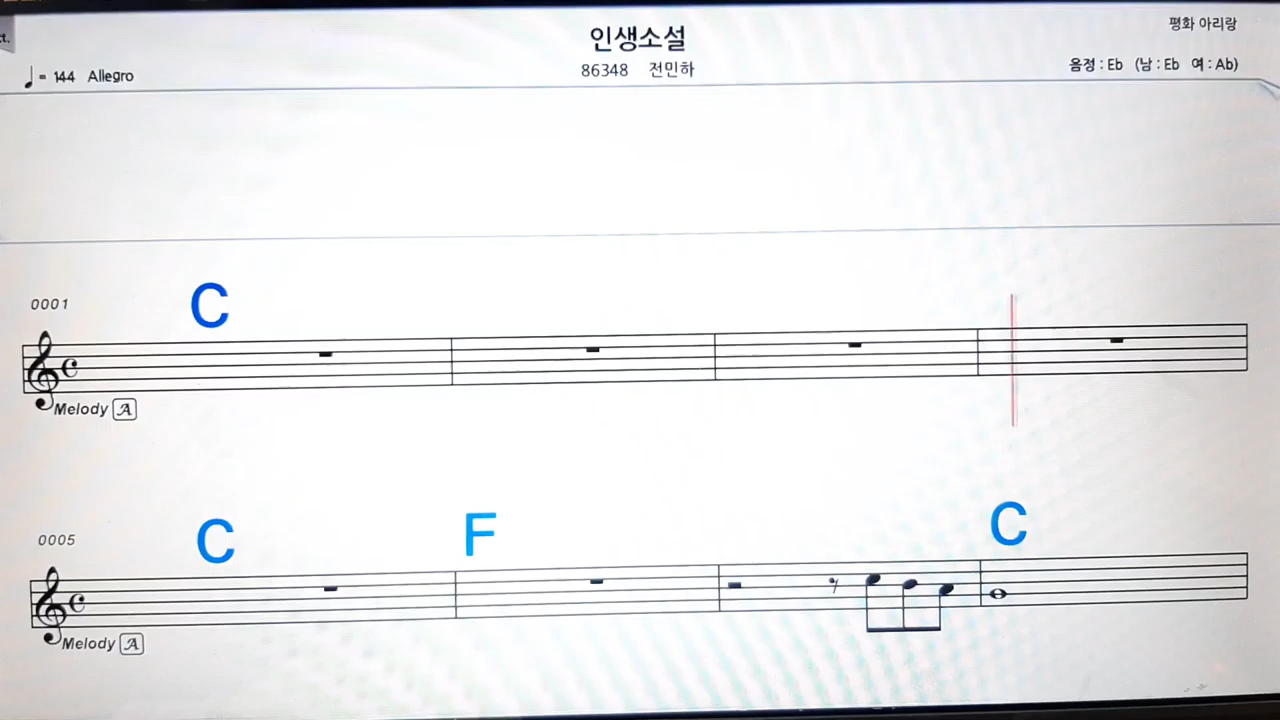 평화 아리랑
인생소설
86348 전민하
♩ = 144 Allegro
음정 : Eb (남 : Eb 여 : Ab)
0001
C
Melody A
0005
C F C
Melody A